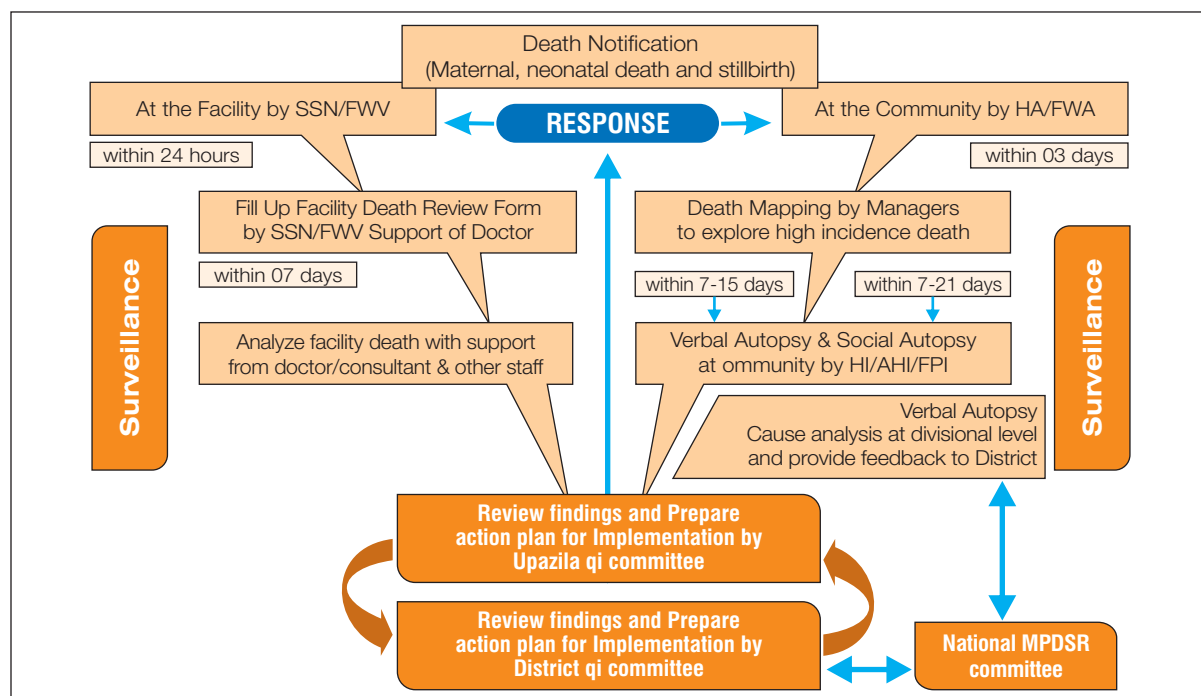 Death Notification
(Maternal, neonatal death and stillbirth)
At the Facility by SSN/FWV
RESPONSE
At the Community by HA/FWA
within 24 hours
within 03 days
Fill Up Facility Death Review Form
by SSN/FWV Support of Doctor
Death Mapping by Managers
to explore high incidence death
Surveillance
Surveillance
within 07 days
within 7-15 days
within 7-21 days
Analyze facility death with support
from doctor/consultant & other staff
Verbal Autopsy & Social Autopsy
at ommunity by HI/AHI/FPI
Verbal Autopsy
Cause analysis at divisional level
and provide feedback to District
Review findings and Prepare
action plan for Implementation by
Upazila qi committee
Review findings and Prepare
action plan for Implementation by
District qi committee
National MPDSR
committee